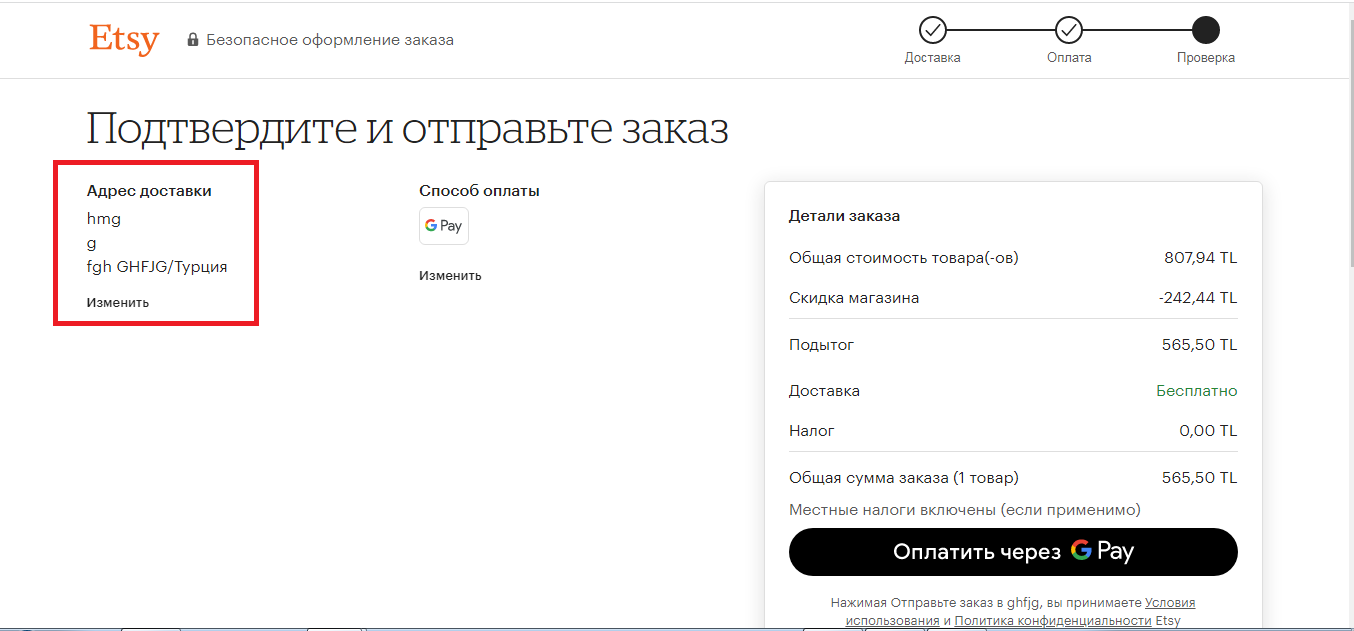 Etsy
Безопасное оформление заказа
Доставка
Оплата
Проверка
Подтвердите и отправьте заказ
Адрес доставки
hmg
g
fgh GHFJG/Турция
Изменить
Способ оплаты
G Pay
Изменить
Детали заказа
Общая стоимость товара(-ов) 807,94 TL
Скидка магазина -242,44 TL
Подытог 565,50 TL
Доставка Бесплатно
Налог 0,00 TL
Общая сумма заказа (1 товар) 565,50 TL
Местные налоги включены (если применимо)
Оплатить через G Pay
Нажимая Отправьте заказ в ghfjg, вы принимаете Условия
использования и Политика конфиденциальности Etsy